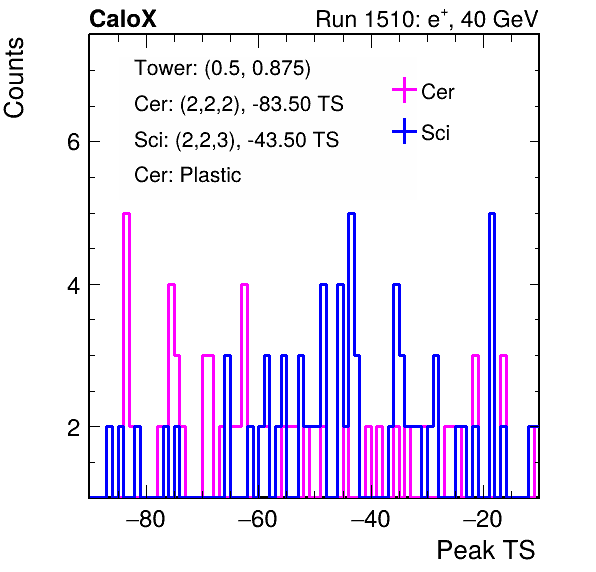 CaloX Run 1510: e⁺, 40 GeV
Counts
Tower: (0.5, 0.875)
Cer: (2,2,2), -83.50 TS
Sci: (2,2,3), -43.50 TS
Cer: Plastic
Cer
Sci
6
4
2
−80 −60 −40 −20
Peak TS